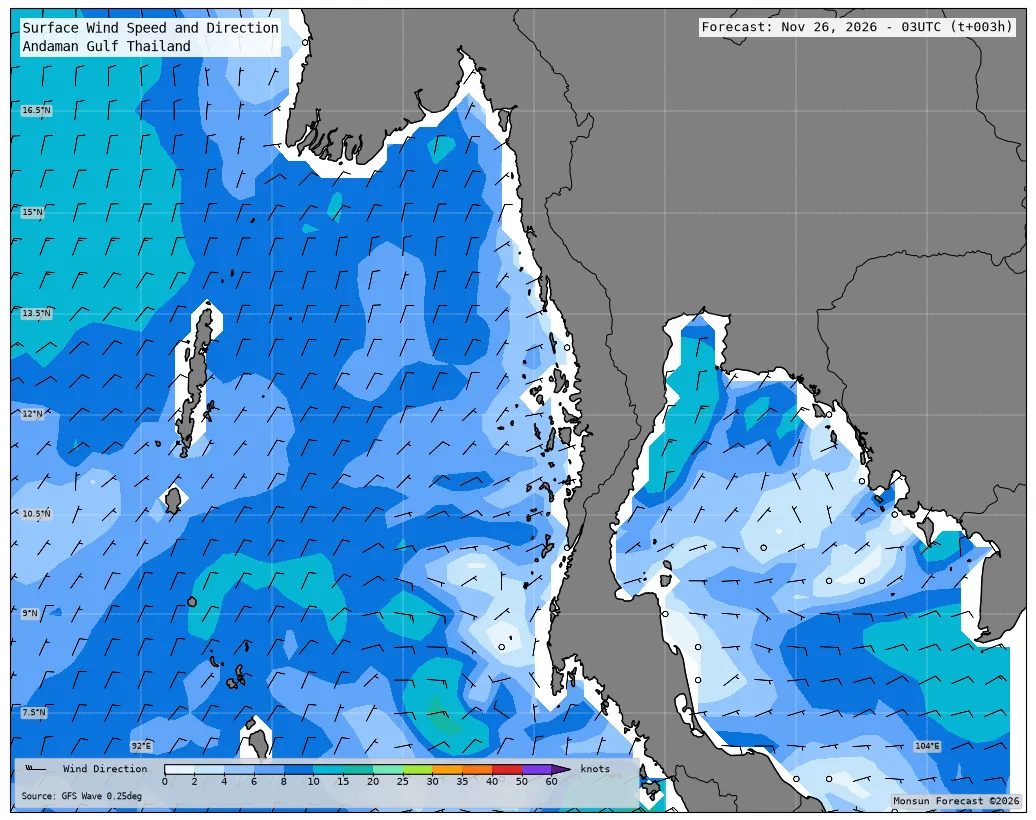 Surface Wind Speed and Direction
Andaman Gulf Thailand
Forecast: Nov 26, 2026 - 03UTC (t+003h)
16.5°N
15°N
13.5°N
12°N
10.5°N
9°N
7.5°N
92°E
104°E
Wind Direction
knots
0 2 4 6 8 10 15 20 25 30 35 40 50 60
Source: GFS Wave 0.25deg
Monsun Forecast ©2026